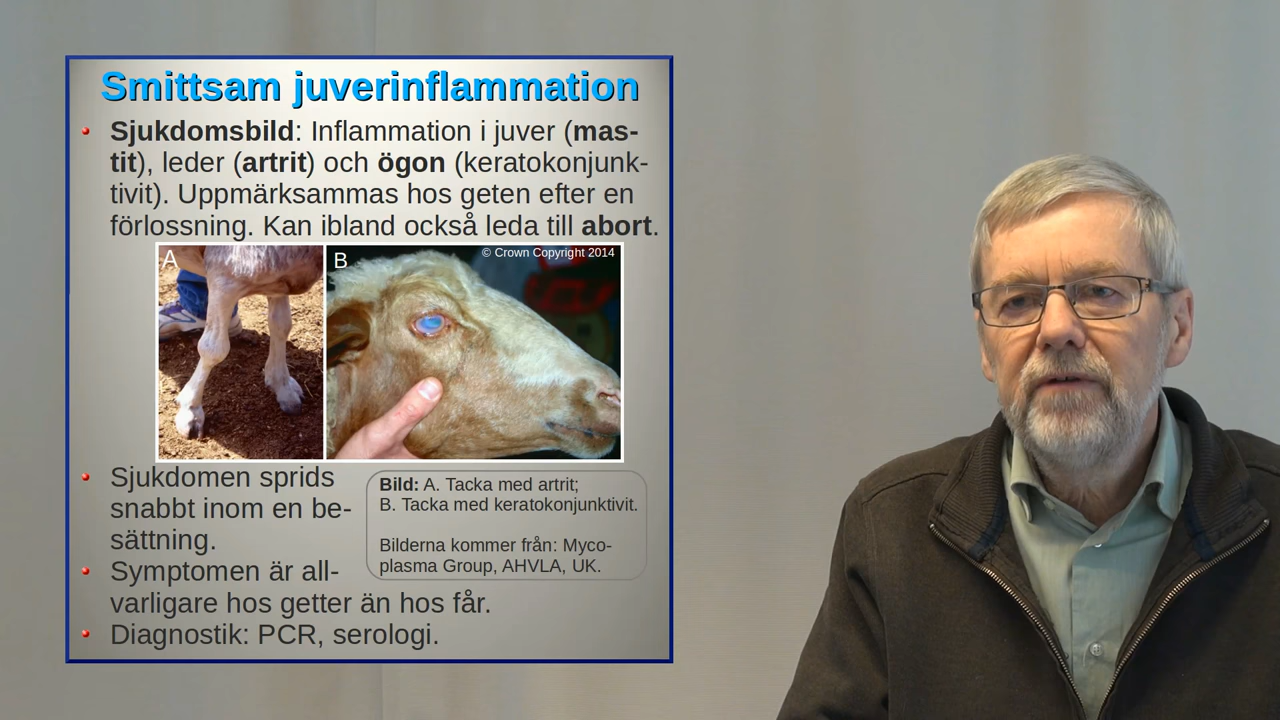 Smittsam juverinflammation
Sjukdomsbild: Inflammation i juver (mas-
tit), leder (artrit) och ögon (keratokonjunk-
tivit). Uppmärksammas hos geten efter en
förlossning. Kan ibland också leda till abort.
A
B
© Crown Copyright 2014
Sjukdomen sprids
snabbt inom en be-
sättning.
Bild: A. Tacka med artrit;
B. Tacka med keratokonjunktivit.
Bilderna kommer från: Myco-
plasma Group, AHVLA, UK.
Symptomen är all-
varligare hos getter än hos får.
Diagnostik: PCR, serologi.